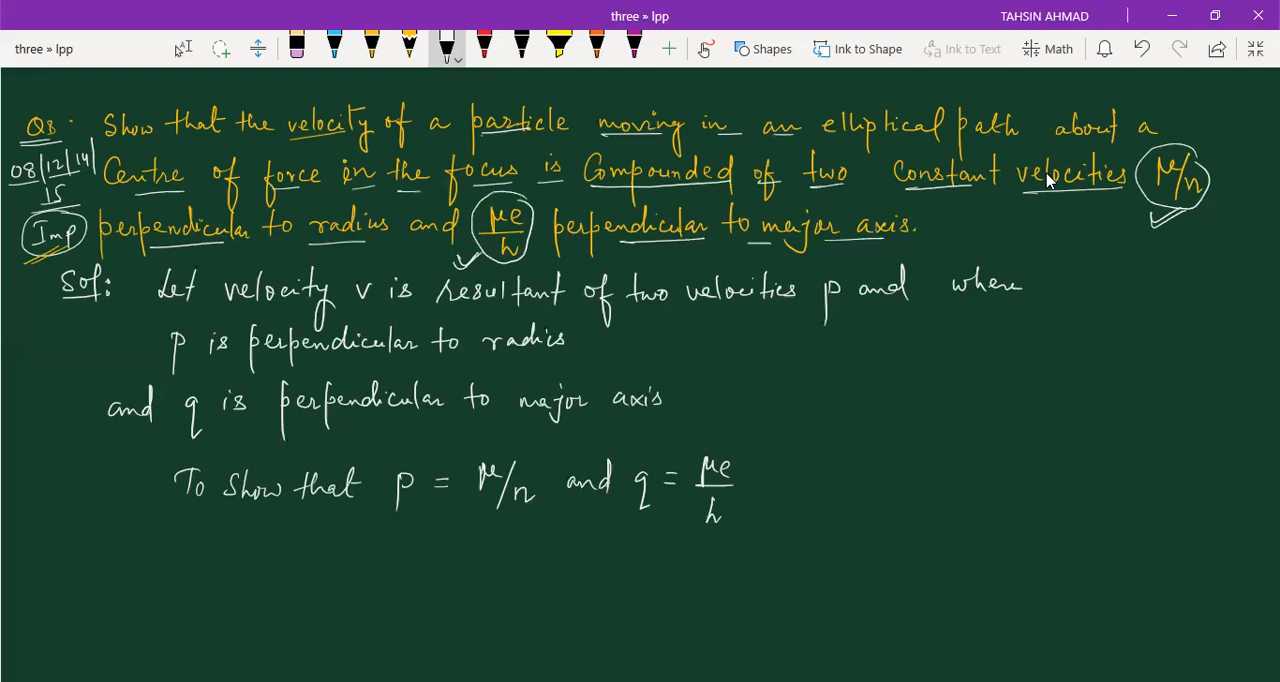 three » lpp
TAHSIN AHMAD
three » lpp
Shapes
Ink to Shape
Ink to Text
Math
Q8. Show that the velocity of a particle moving in an elliptical path about a
08/12/14/15
Centre of force in the focus is Compounded of two Constant velocities μ/h
Imp
perpendicular to radius and μe/h perpendicular to major axis.
Sol: Let velocity v is resultant of two velocities p and where
p is perpendicular to radis
and q is perpendicular to major axis
To show that p = μ/h and q = μe/h